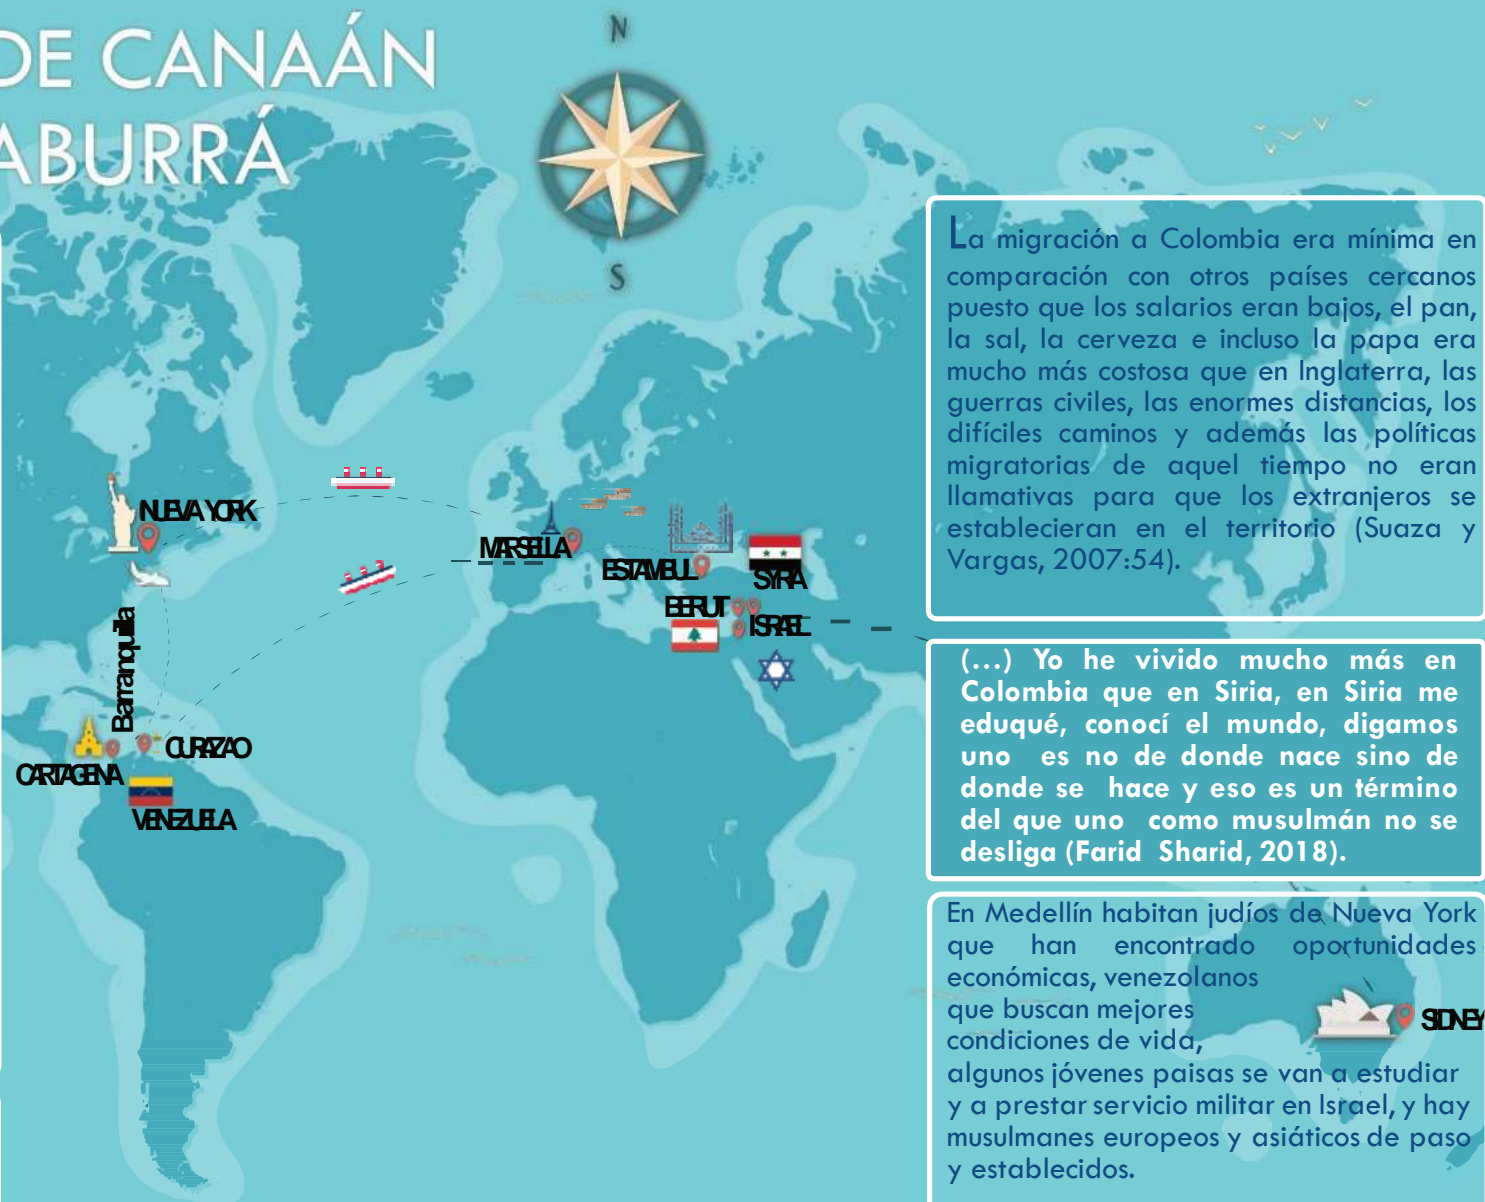 DE CANAÁN
ABURRÁ
N
S
NUEVA YORK
MARSELLA
ESTAMBUL
SYRIA
BEIRUT
ISRAEL
Barranquilla
CURAZAO
CARTAGENA
VENEZUELA
La migración a Colombia era mínima en
comparación con otros países cercanos
puesto que los salarios eran bajos, el pan,
la sal, la cerveza e incluso la papa era
mucho más costosa que en Inglaterra, las
guerras civiles, las enormes distancias, los
difíciles caminos y además las políticas
migratorias de aquel tiempo no eran
llamativas para que los extranjeros se
establecieran en el territorio (Suaza y
Vargas, 2007:54).
(...) Yo he vivido mucho más en
Colombia que en Siria, en Siria me
eduqué, conocí el mundo, digamos
uno es no de donde nace sino de
donde se hace y eso es un término
del que uno como musulmán no se
desliga (Farid Sharid, 2018).
En Medellín habitan judíos de Nueva York
que han encontrado oportunidades
económicas, venezolanos
que buscan mejores
condiciones de vida,
algunos jóvenes paisas se van a estudiar
y a prestar servicio militar en Israel, y hay
musulmanes europeos y asiáticos de paso
y establecidos.
SIDNEY